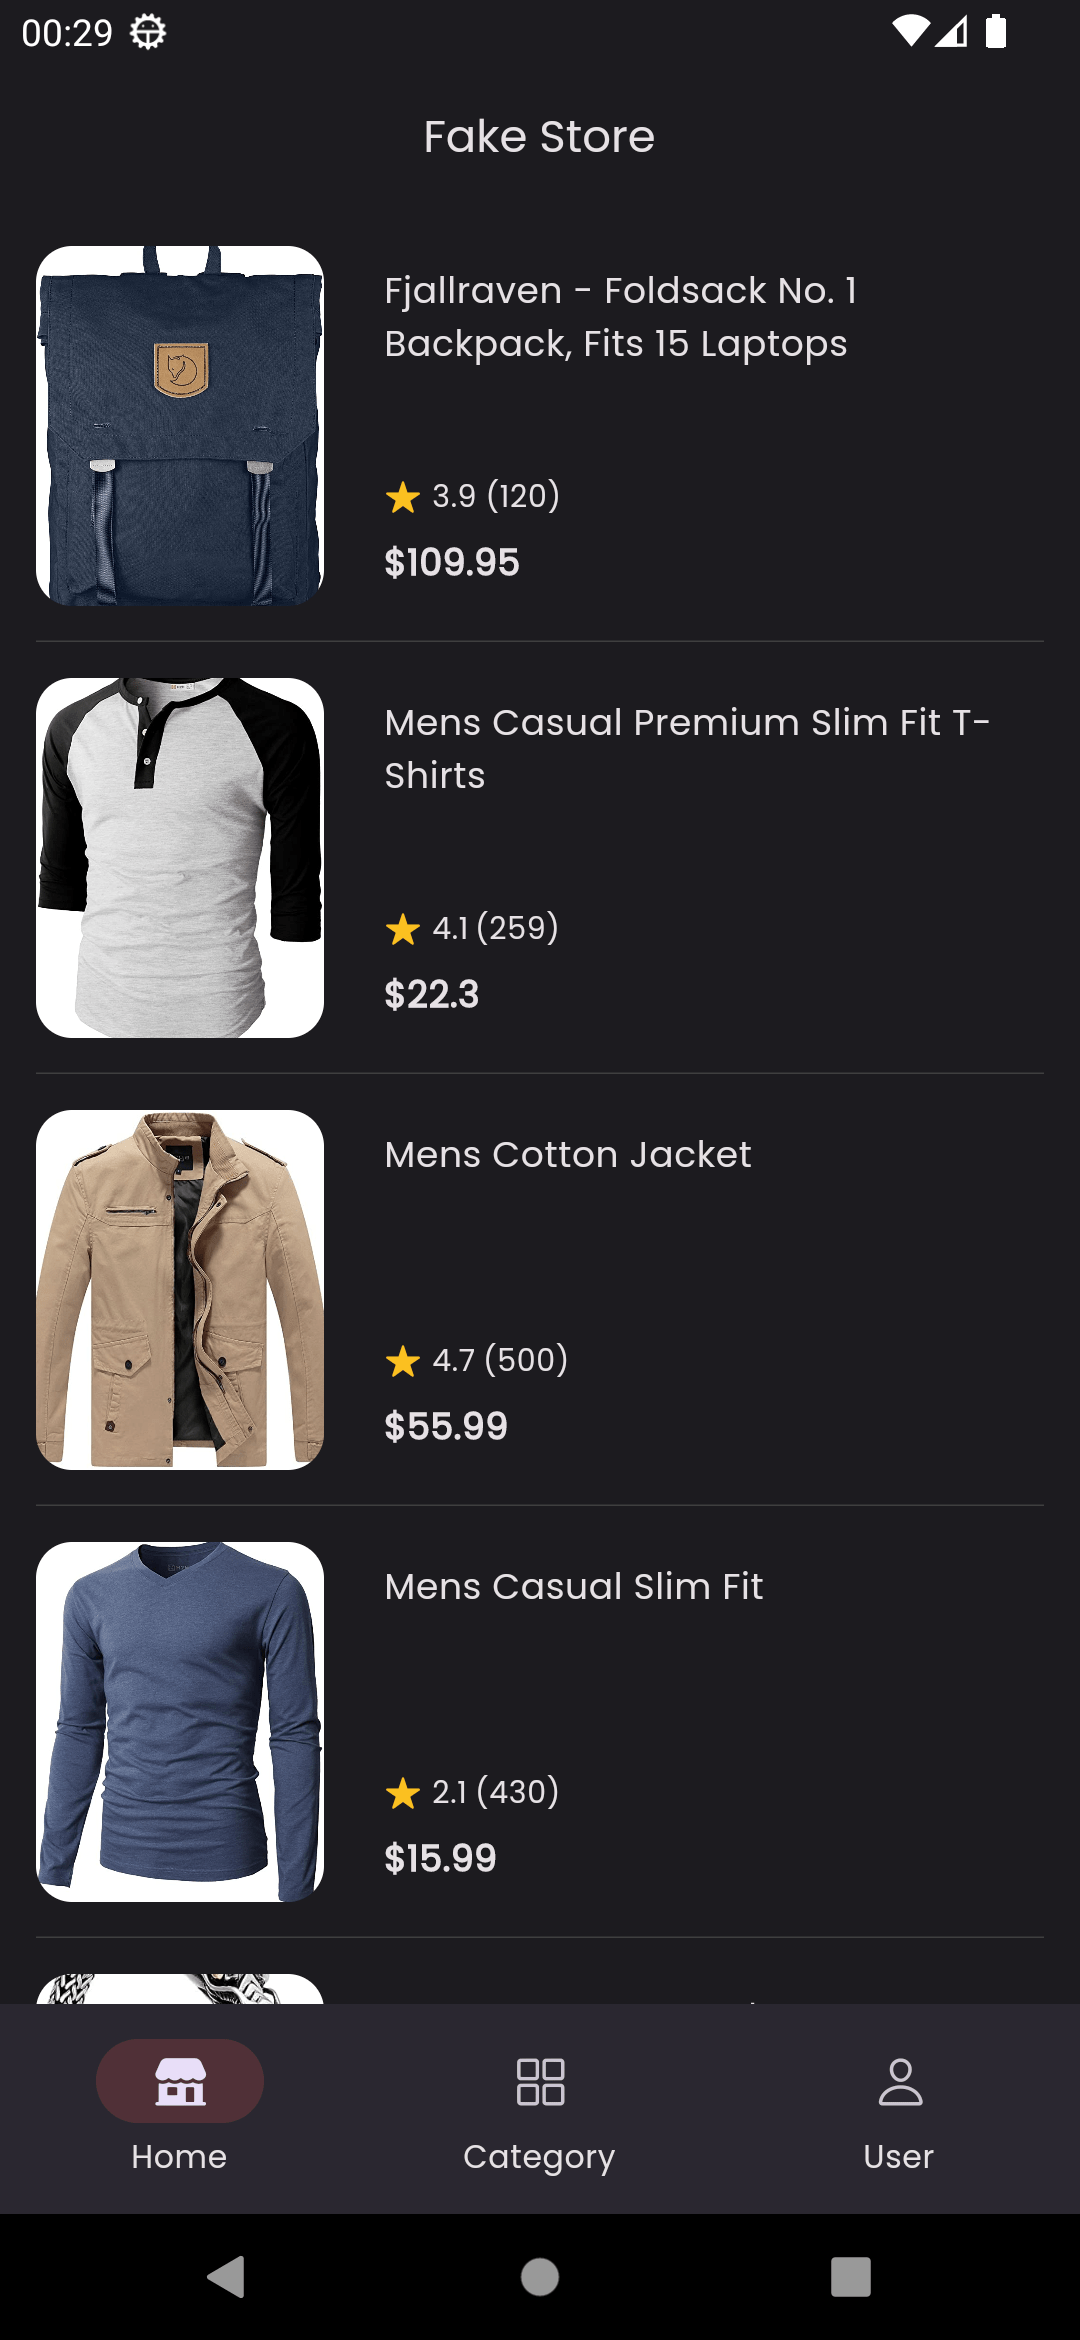 00:29
Fake Store
Fjallraven - Foldsack No. 1
Backpack, Fits 15 Laptops
3.9 (120)
$109.95
Mens Casual Premium Slim Fit T-
Shirts
4.1 (259)
$22.3
Mens Cotton Jacket
4.7 (500)
$55.99
Mens Casual Slim Fit
2.1 (430)
$15.99
Home
Category
User